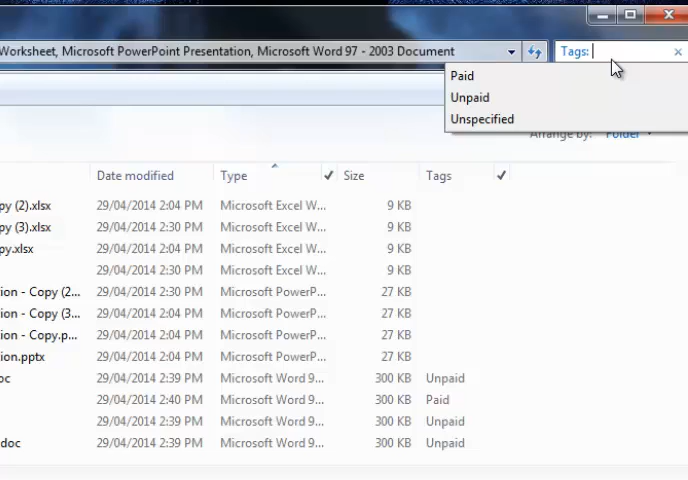 Worksheet, Microsoft PowerPoint Presentation, Microsoft Word 97 - 2003 Document Tags:
Paid
Unpaid
Unspecified
Arrange by: Folder
Date modified Type Size Tags
py (2).xlsx 29/04/2014 2:04 PM Microsoft Excel W... 9 KB
py (3).xlsx 29/04/2014 2:30 PM Microsoft Excel W... 9 KB
py.xlsx 29/04/2014 2:04 PM Microsoft Excel W... 9 KB
29/04/2014 2:30 PM Microsoft Excel W... 9 KB
ion - Copy (2... 29/04/2014 2:30 PM Microsoft PowerP... 27 KB
ion - Copy (3... 29/04/2014 2:04 PM Microsoft PowerP... 27 KB
ion - Copy.p... 29/04/2014 2:04 PM Microsoft PowerP... 27 KB
ion.pptx 29/04/2014 2:04 PM Microsoft PowerP... 27 KB
oc 29/04/2014 2:39 PM Microsoft Word 9... 300 KB Unpaid
29/04/2014 2:40 PM Microsoft Word 9... 300 KB Paid
29/04/2014 2:39 PM Microsoft Word 9... 300 KB Unpaid
doc 29/04/2014 2:39 PM Microsoft Word 9... 300 KB Unpaid